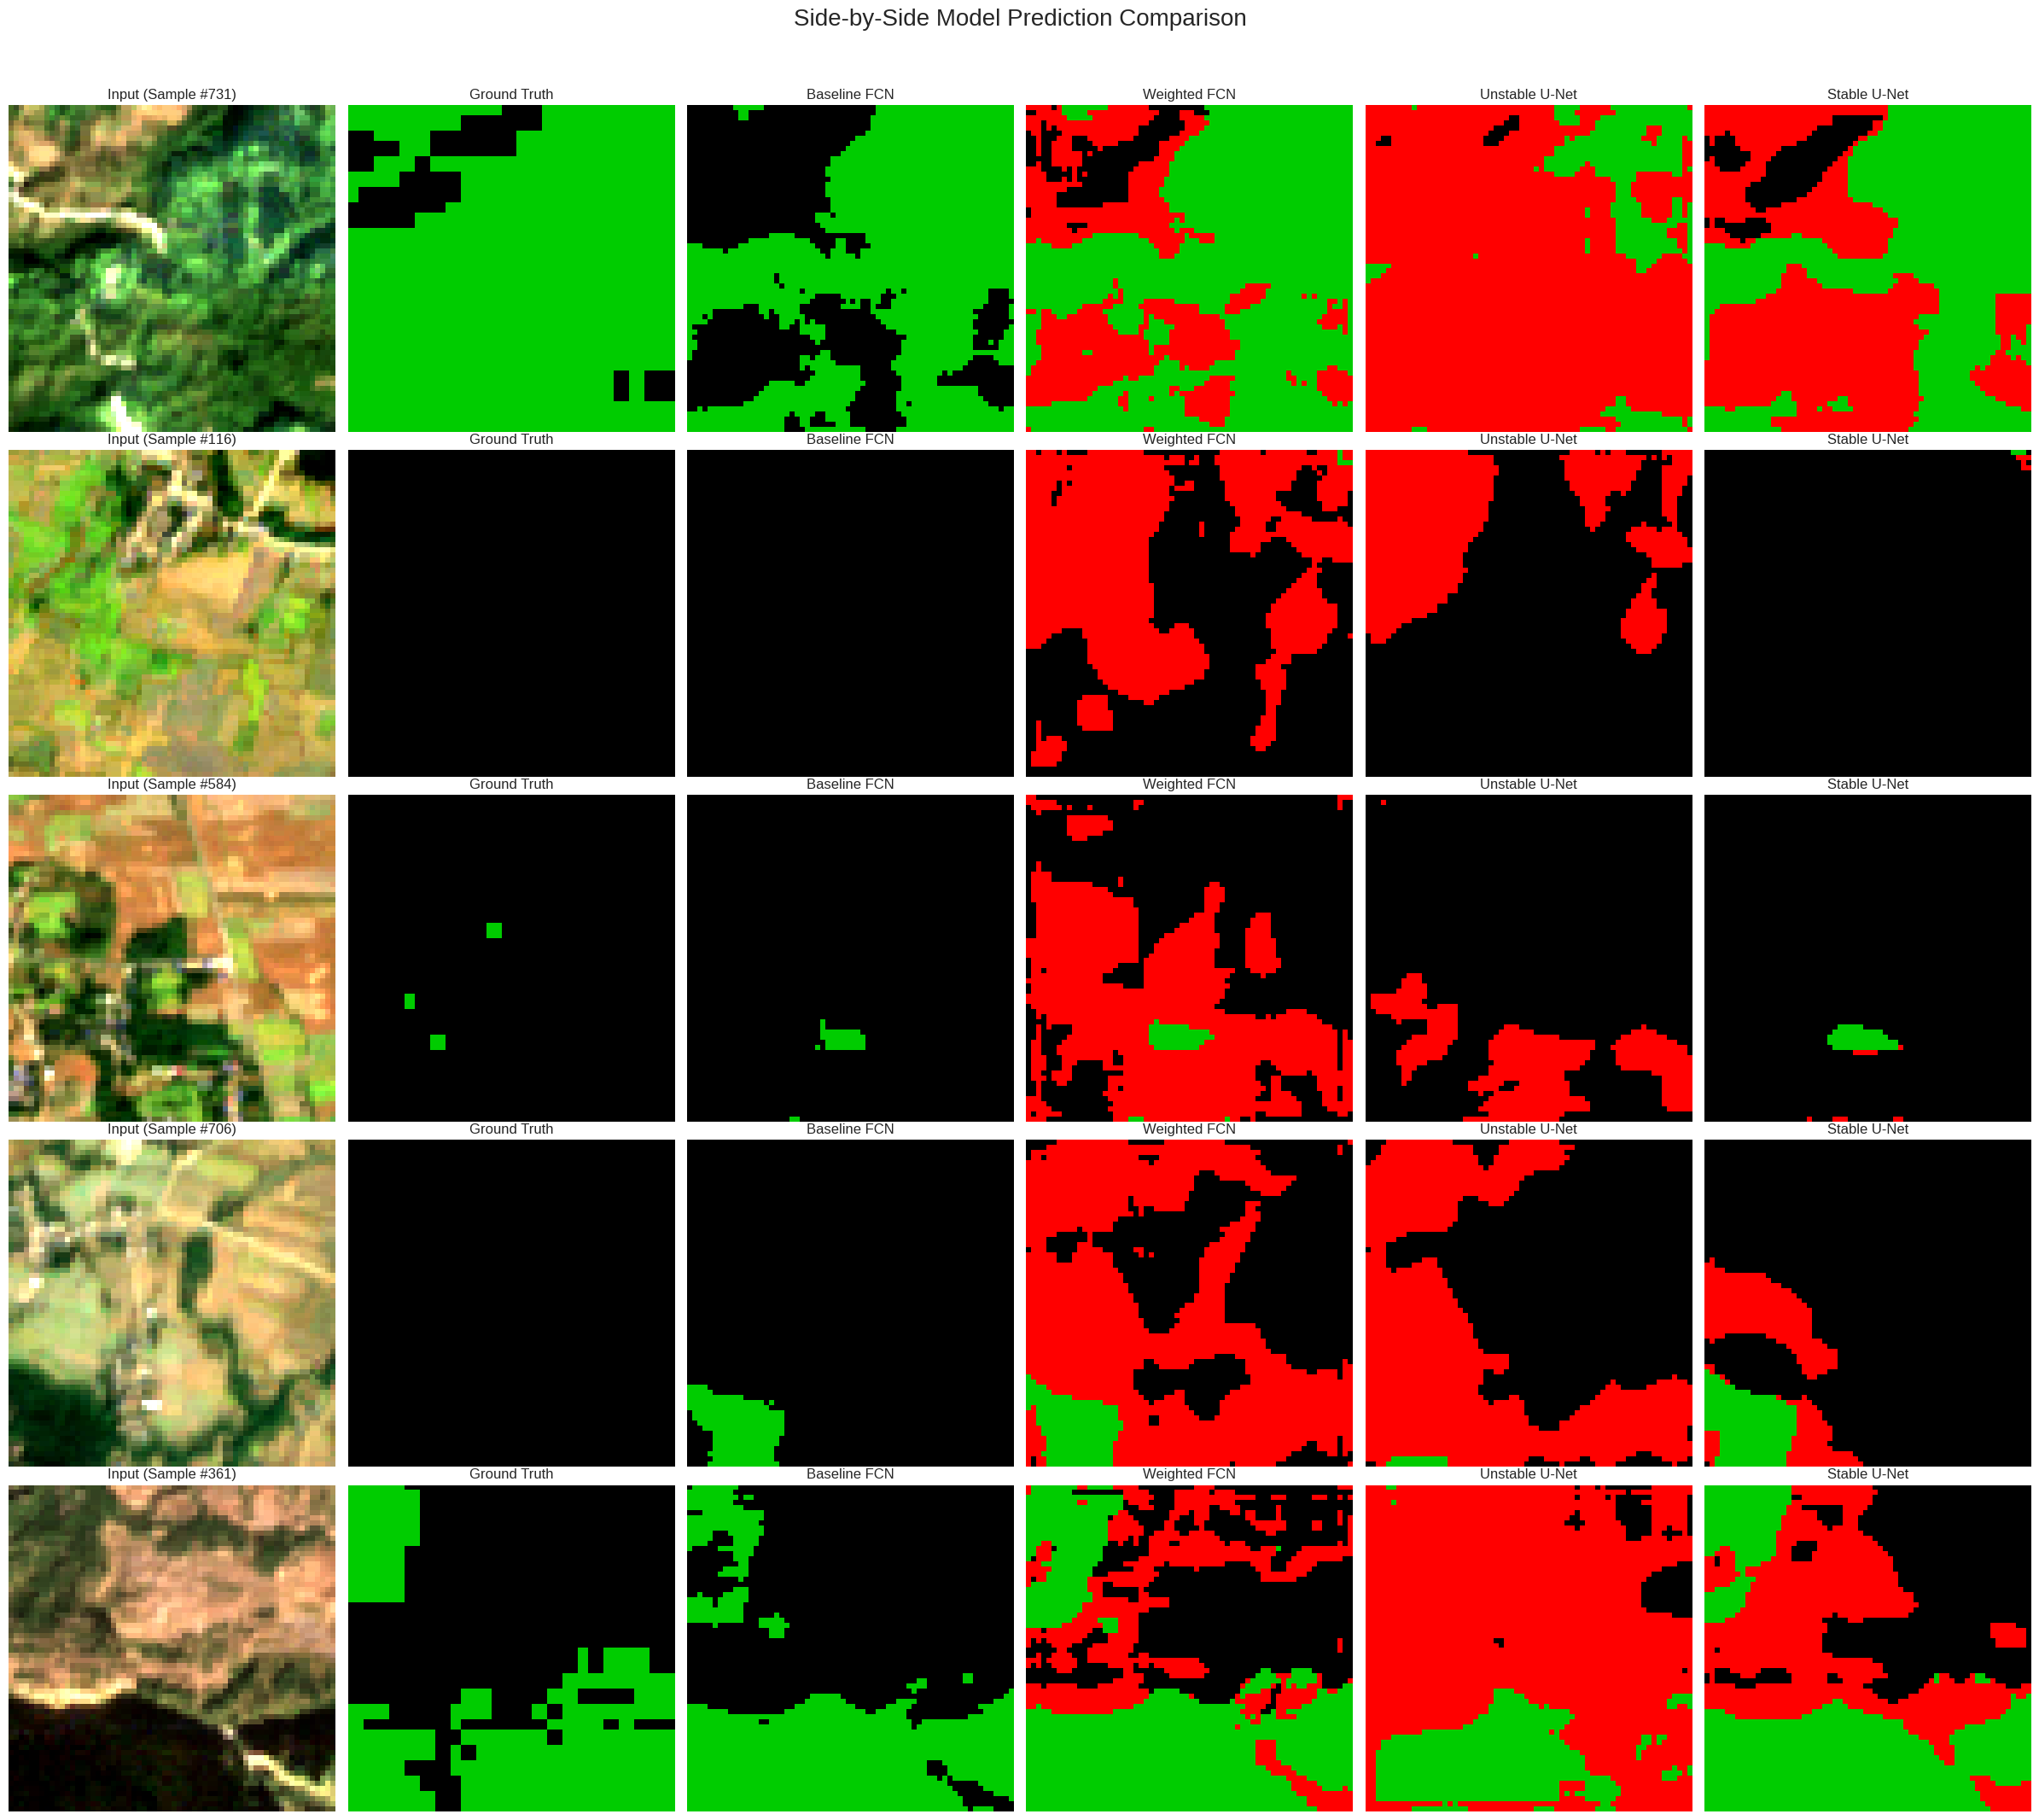 Side-by-Side Model Prediction Comparison
Input (Sample #731) Ground Truth Baseline FCN Weighted FCN Unstable U-Net Stable U-Net
Input (Sample #116) Ground Truth Baseline FCN Weighted FCN Unstable U-Net Stable U-Net
Input (Sample #584) Ground Truth Baseline FCN Weighted FCN Unstable U-Net Stable U-Net
Input (Sample #706) Ground Truth Baseline FCN Weighted FCN Unstable U-Net Stable U-Net
Input (Sample #361) Ground Truth Baseline FCN Weighted FCN Unstable U-Net Stable U-Net